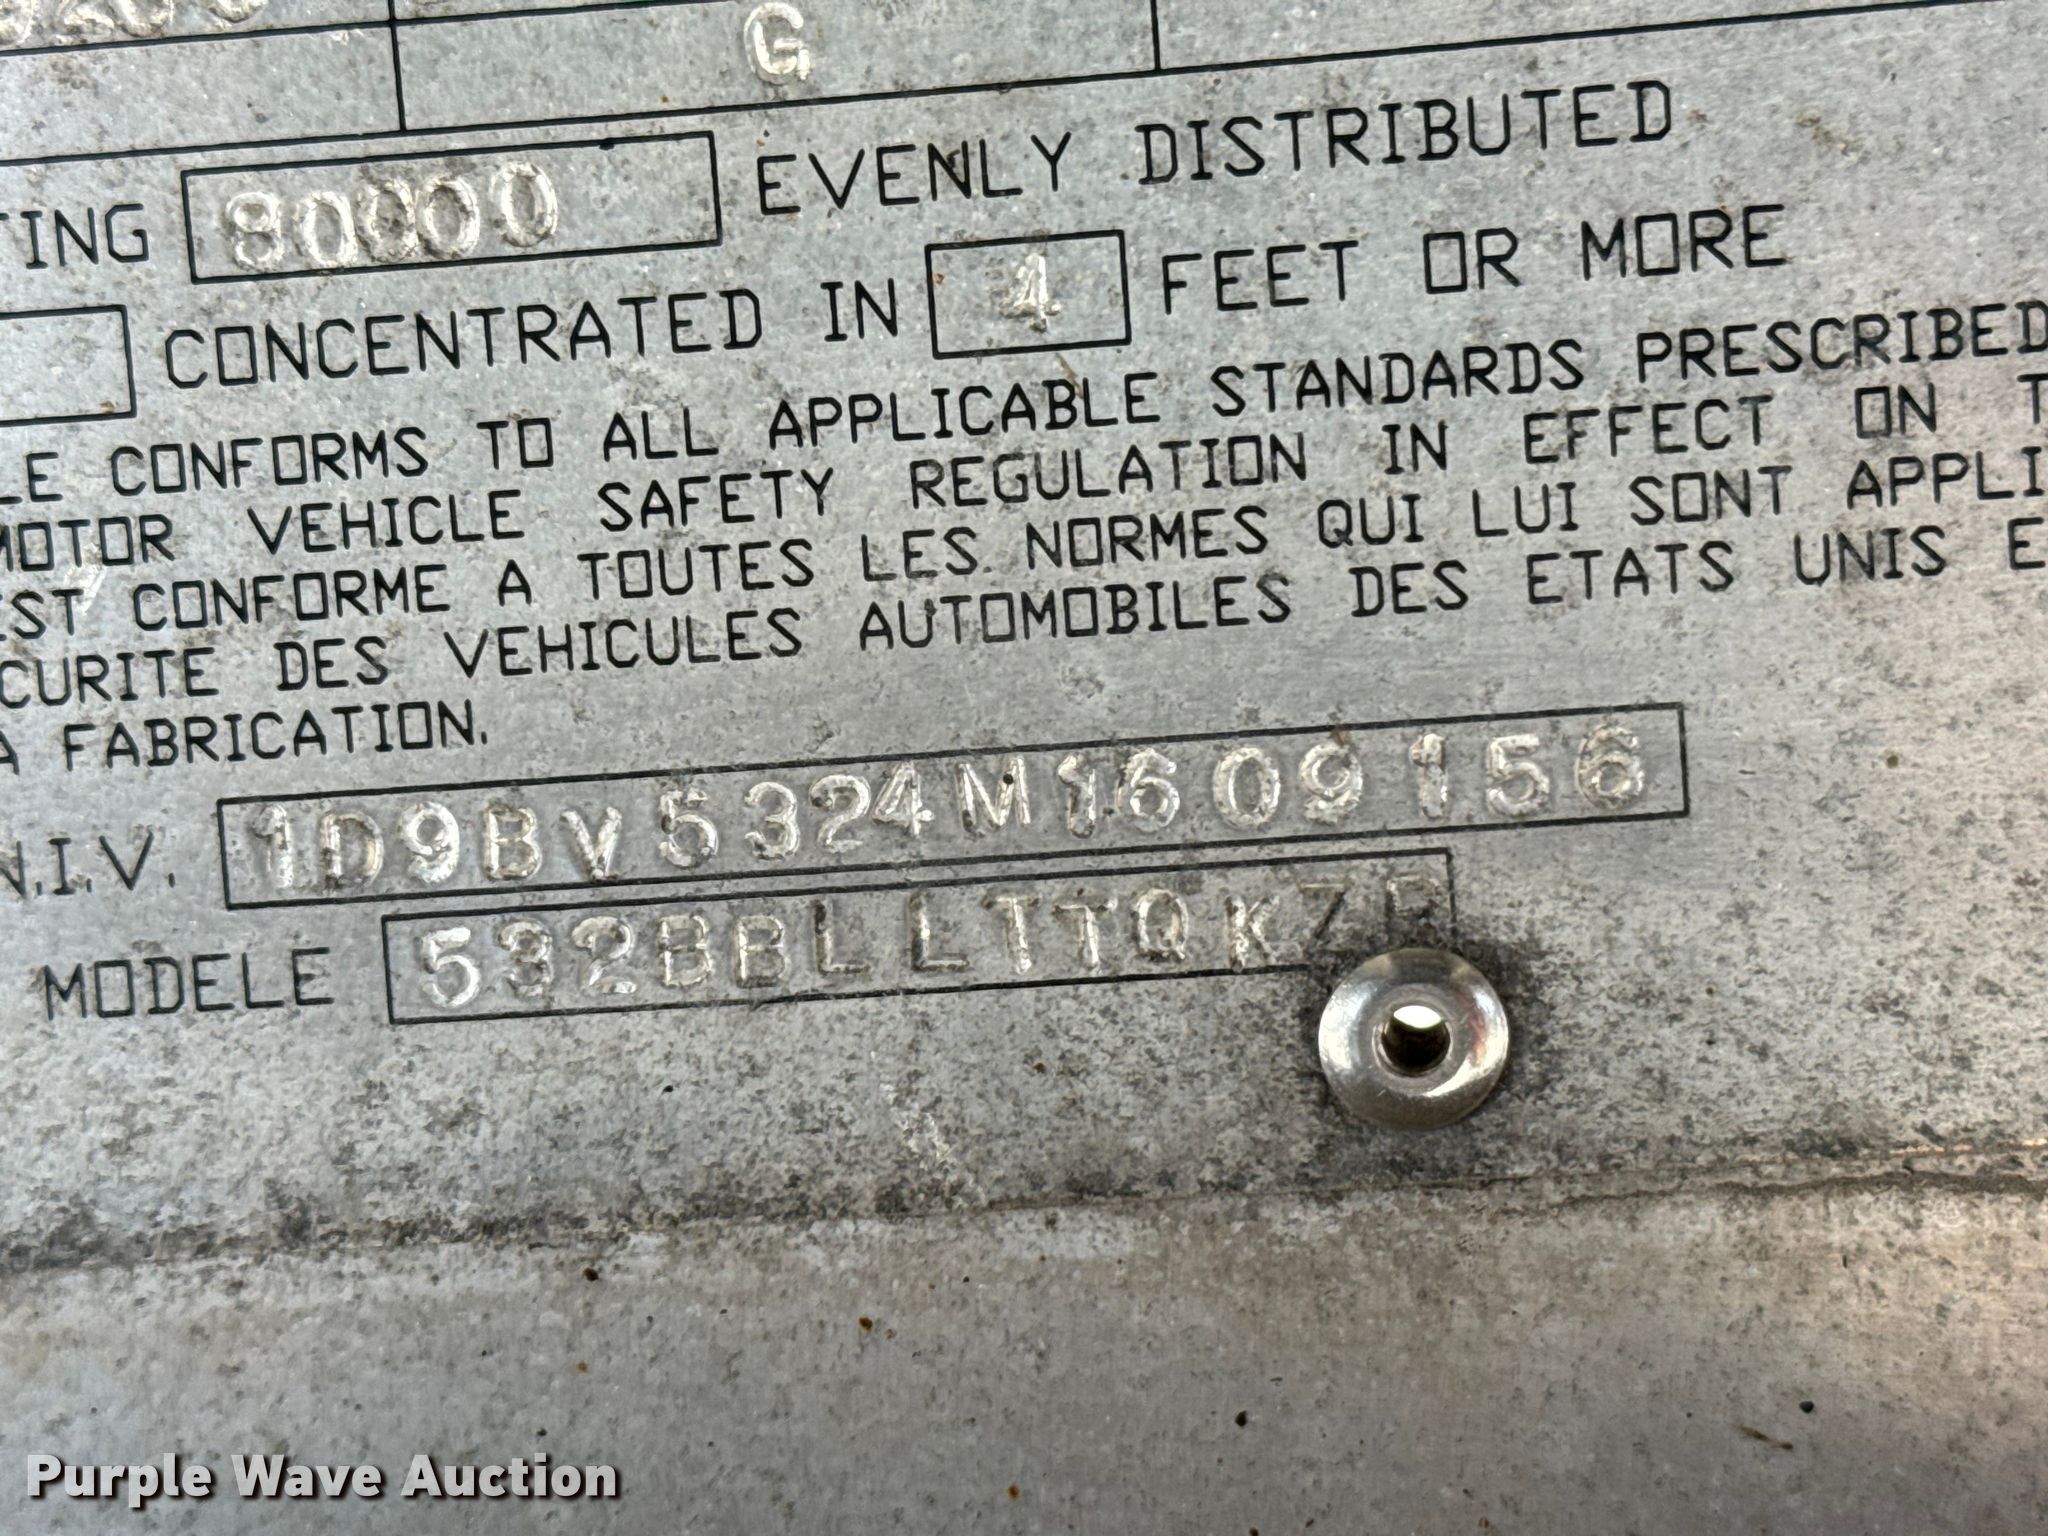 G
TING 80000 EVENLY DISTRIBUTED
CONCENTRATED IN 4 FEET OR MORE
LE CONFORMS TO ALL APPLICABLE STANDARDS PRESCRIBED
MOTOR VEHICLE SAFETY REGULATION IN EFFECT ON T
EST CONFORME A TOUTES LES NORMES QUI LUI SONT APPLI
CURITE DES VEHICULES AUTOMOBILES DES ETATS UNIS E
A FABRICATION.
N.I.V. 1D9BV5324M1609156
MODELE 532BBLLTTQKZD
Purple Wave Auction